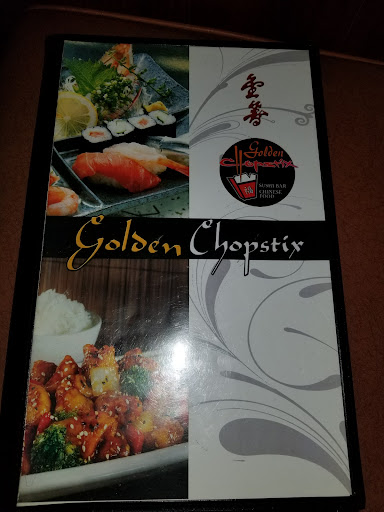 金筷
Golden
Chopstix
SUSHI BAR
CHINESE
FOOD
Golden Chopstix